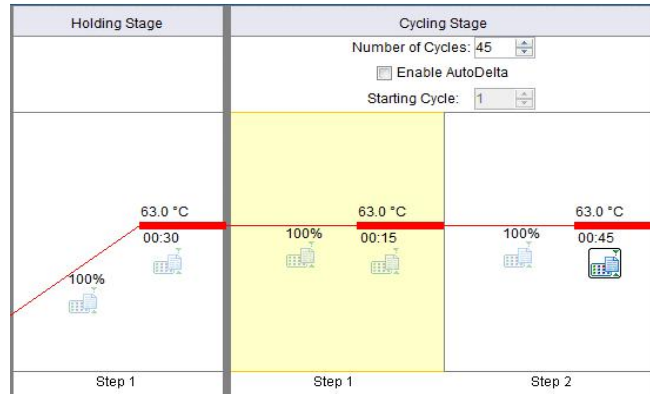 Holding Stage
Cycling Stage
Number of Cycles: 45
Enable AutoDelta
Starting Cycle: 1
63.0 °C
00:30
100%
63.0 °C
100%
00:15
63.0 °C
100%
00:45
Step 1
Step 1
Step 2